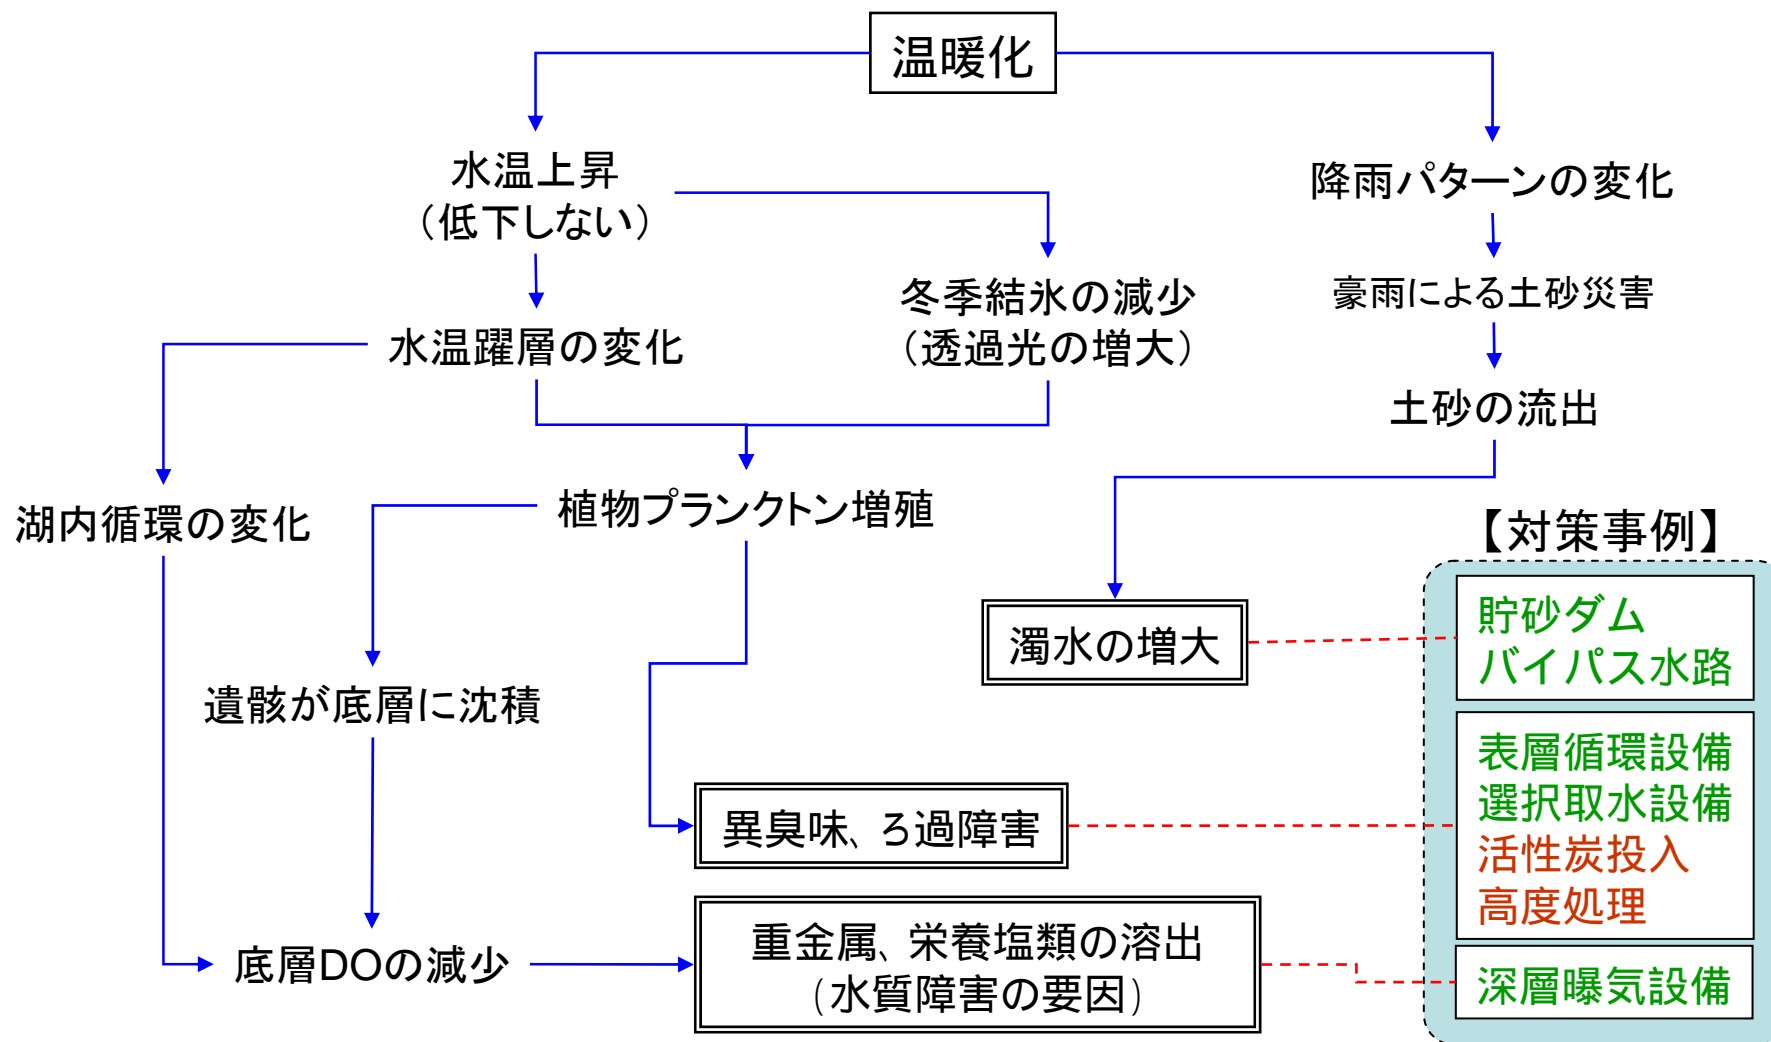 温暖化
水温上昇
（低下しない）
降雨パターンの変化
冬季結氷の減少
（透過光の増大）
豪雨による土砂災害
水温躍層の変化
土砂の流出
湖内循環の変化
植物プランクトン増殖
【対策事例】
濁水の増大
貯砂ダム
バイパス水路
遺骸が底層に沈積
表層循環設備
選択取水設備
活性炭投入
高度処理
異臭味、ろ過障害
底層DOの減少
重金属、栄養塩類の溶出
（水質障害の要因）
深層曝気設備